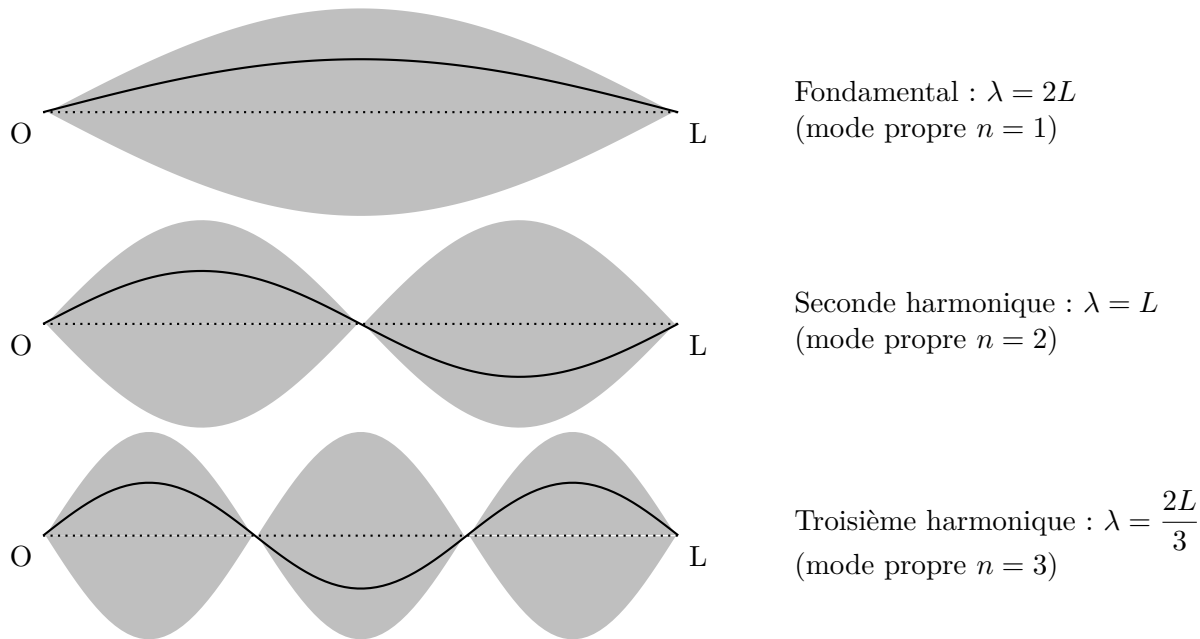 O
L
Fondamental : λ = 2L
(mode propre n = 1)
O
L
Seconde harmonique : λ = L
(mode propre n = 2)
O
L
Troisième harmonique : λ = 2L/3
(mode propre n = 3)